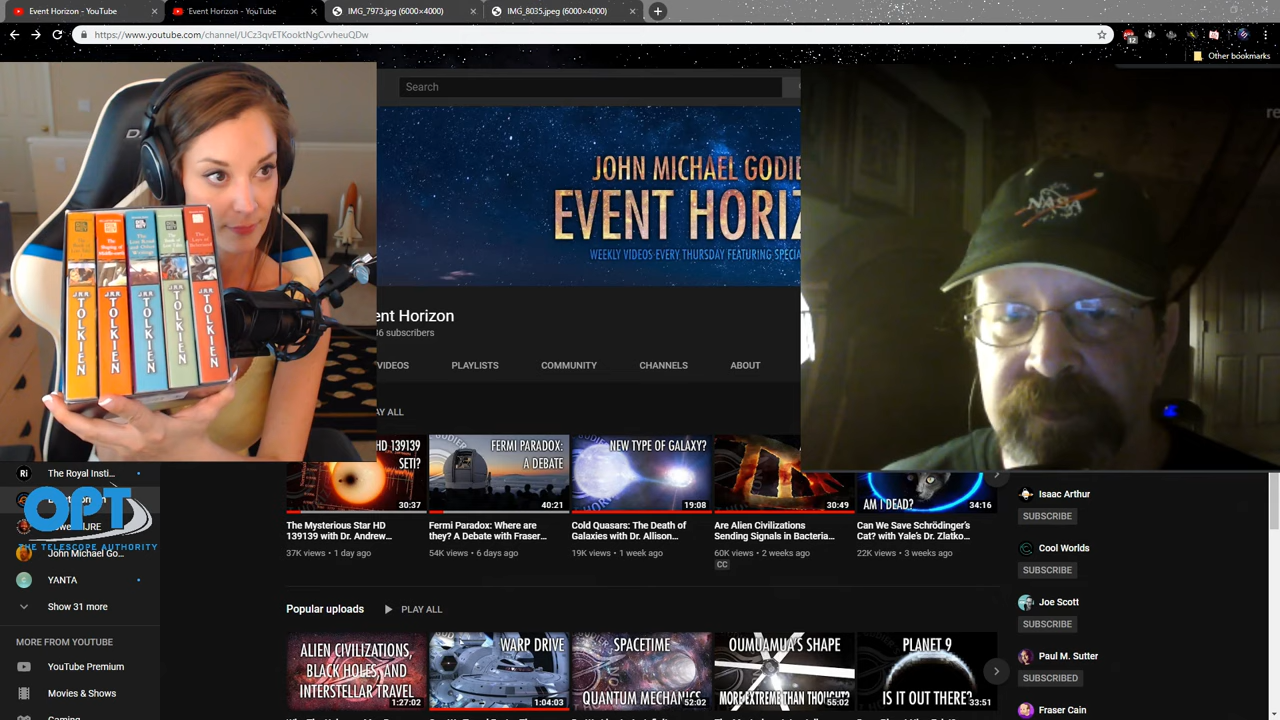 Event Horizon - YouTube
Event Horizon - YouTube
IMG_7973.jpg (6000×4000)
IMG_8035.jpeg (6000×4000)
https://www.youtube.com/channel/UCz3qvETKooktNgCvvheuQDw
12
Other bookmarks
Search
JOHN MICHAEL GODIE
EVENT HORIZ
WEEKLY VIDEOS EVERY THURSDAY FEATURING SPECIA
ent Horizon
6 subscribers
VIDEOS
PLAYLISTS
COMMUNITY
CHANNELS
ABOUT
AY ALL
J.R.R. TOLKIEN
J.R.R. TOLKIEN
J.R.R. TOLKIEN
J.R.R. TOLKIEN
J.R.R. TOLKIEN
HD 139139
SETI?
30:37
FERMI PARADOX:
A DEBATE
40:21
NEW TYPE OF GALAXY?
19:08
30:49
AM I DEAD?
34:16
The Mysterious Star HD
139139 with Dr. Andrew...
37K views • 1 day ago
Fermi Paradox: Where are
they? A Debate with Fraser...
54K views • 6 days ago
Cold Quasars: The Death of
Galaxies with Dr. Allison...
19K views • 1 week ago
Are Alien Civilizations
Sending Signals in Bacteria...
60K views • 2 weeks ago
CC
Can We Save Schrödinger's
Cat? with Yale's Dr. Zlatko...
22K views • 3 weeks ago
The Royal Insti...
OPT
THE TELESCOPE AUTHORITY
John Michael Go...
YANTA
Show 31 more
MORE FROM YOUTUBE
YouTube Premium
Movies & Shows
Popular uploads
PLAY ALL
ALIEN CIVILIZATIONS,
BLACK HOLES, AND
INTERSTELLAR TRAVEL
1:27:02
WARP DRIVE
1:04:03
SPACETIME
QUANTUM MECHANICS
52:02
OUMUAMUA'S SHAPE
MORE EXTREME THAN THOUGHT?
55:02
PLANET 9
IS IT OUT THERE?
33:51
Isaac Arthur
SUBSCRIBE
Cool Worlds
SUBSCRIBE
Joe Scott
SUBSCRIBE
Paul M. Sutter
SUBSCRIBED
Fraser Cain